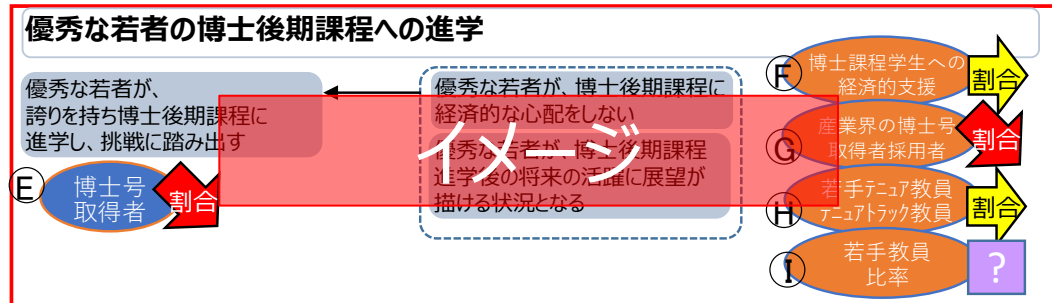 優秀な若者の博士後期課程への進学
優秀な若者が、
誇りを持ち博士後期課程に
進学し、挑戦に踏み出す
Ⓔ
博士号
取得者
割合
優秀な若者が、博士後期課程に
経済的な心配をしない
優秀な若者が、博士後期課程
進学後の将来の活躍に展望が
描ける状況となる
イメージ
Ⓕ
博士課程学生への
経済的支援
割合
Ⓖ
産業界の博士号
取得者採用者
割合
Ⓗ
若手テニュア教員
テニュアトラック教員
割合
Ⓘ
若手教員
比率
?